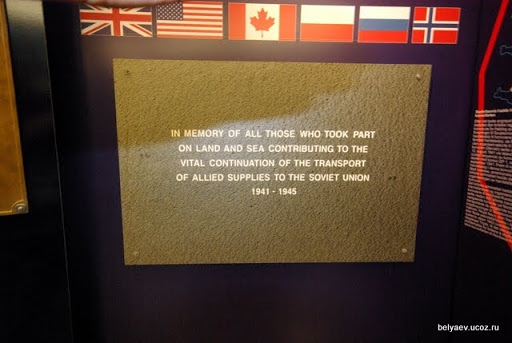 IN MEMORY OF ALL THOSE WHO TOOK PART
ON LAND AND SEA CONTRIBUTING TO THE
VITAL CONTINUATION OF THE TRANSPORT
OF ALLIED SUPPLIES TO THE SOVIET UNION
1941 - 1945
belyaev.ucoz.ru